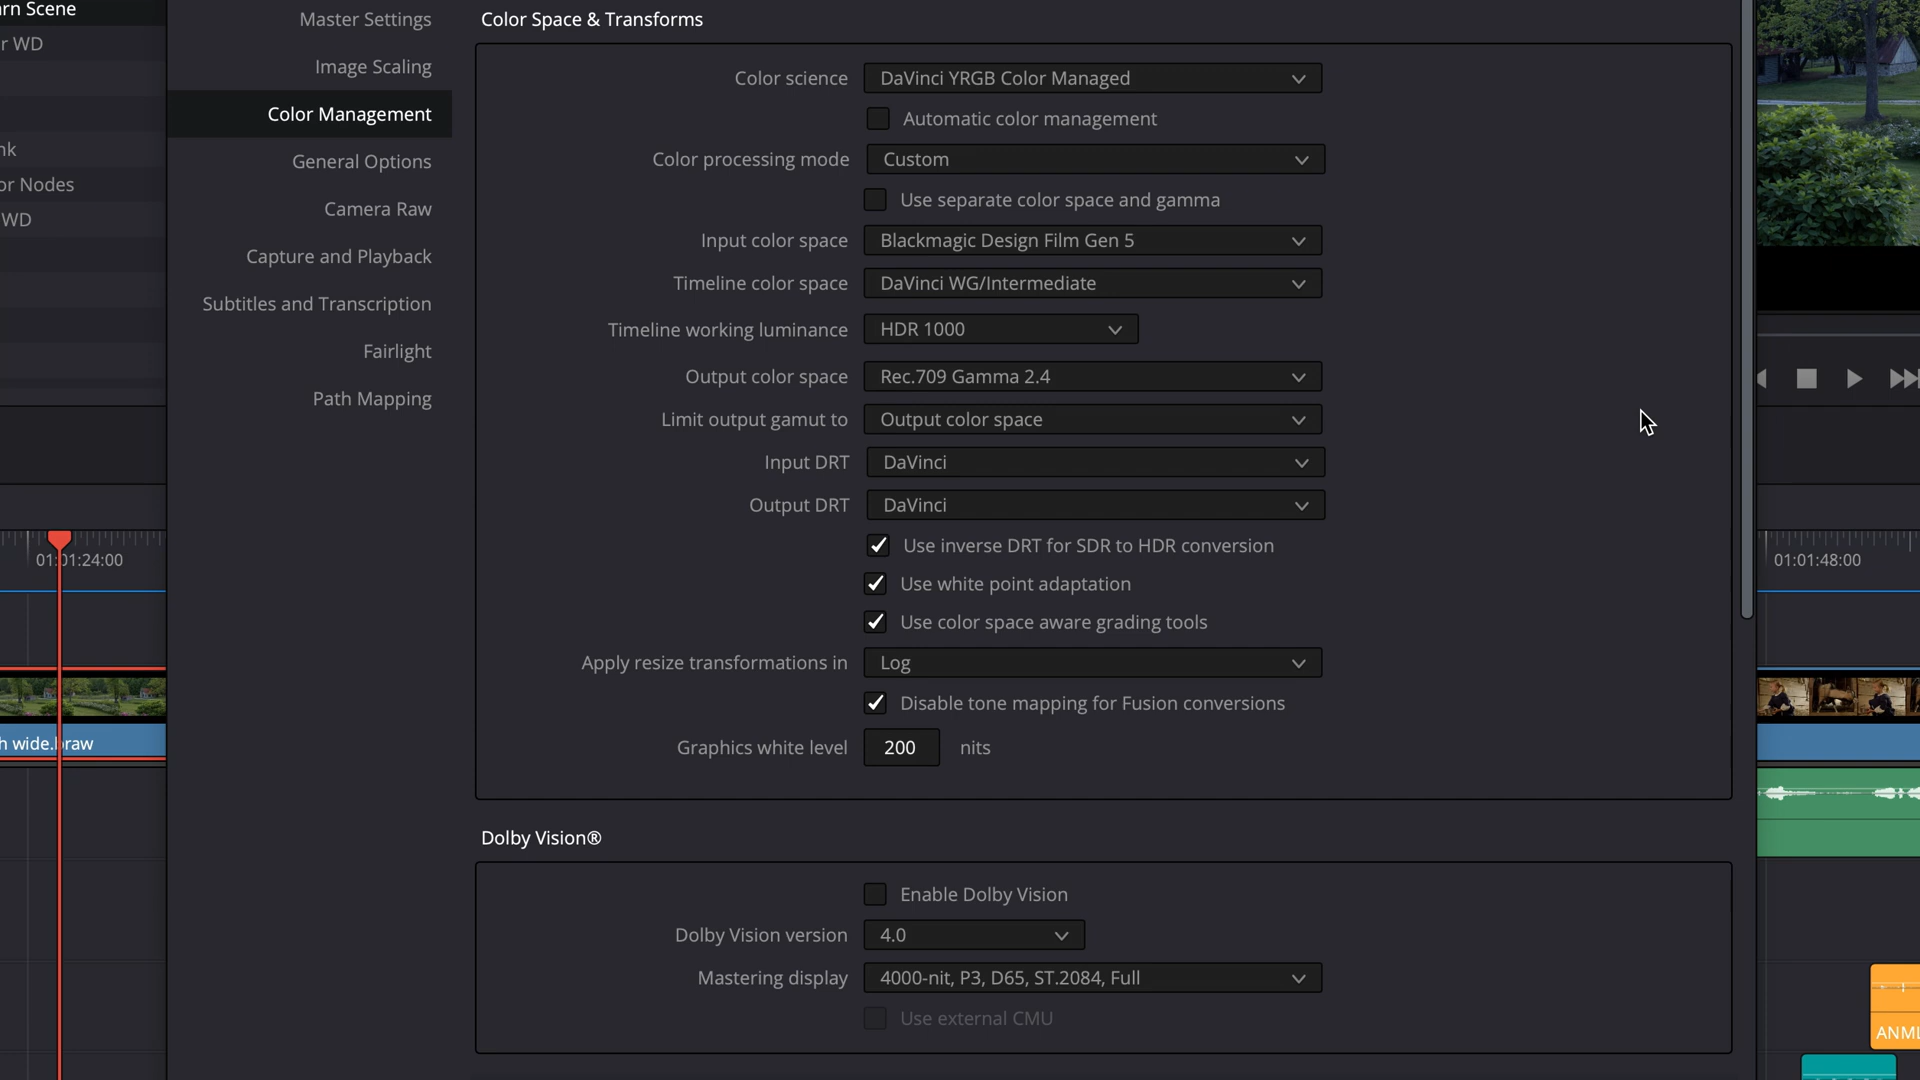 rn Scene
r WD
nk
or Nodes
WD
Master Settings
Image Scaling
Color Management
General Options
Camera Raw
Capture and Playback
Subtitles and Transcription
Fairlight
Path Mapping
Color Space & Transforms
Color science DaVinci YRGB Color Managed
Automatic color management
Color processing mode Custom
Use separate color space and gamma
Input color space Blackmagic Design Film Gen 5
Timeline color space DaVinci WG/Intermediate
Timeline working luminance HDR 1000
Output color space Rec.709 Gamma 2.4
Limit output gamut to Output color space
Input DRT DaVinci
Output DRT DaVinci
Use inverse DRT for SDR to HDR conversion
Use white point adaptation
Use color space aware grading tools
Apply resize transformations in Log
Disable tone mapping for Fusion conversions
Graphics white level 200 nits
Dolby Vision®
Enable Dolby Vision
Dolby Vision version 4.0
Mastering display 4000-nit, P3, D65, ST.2084, Full
Use external CMU
01:01:24:00
h wide.braw
01:01:48:00
ANML